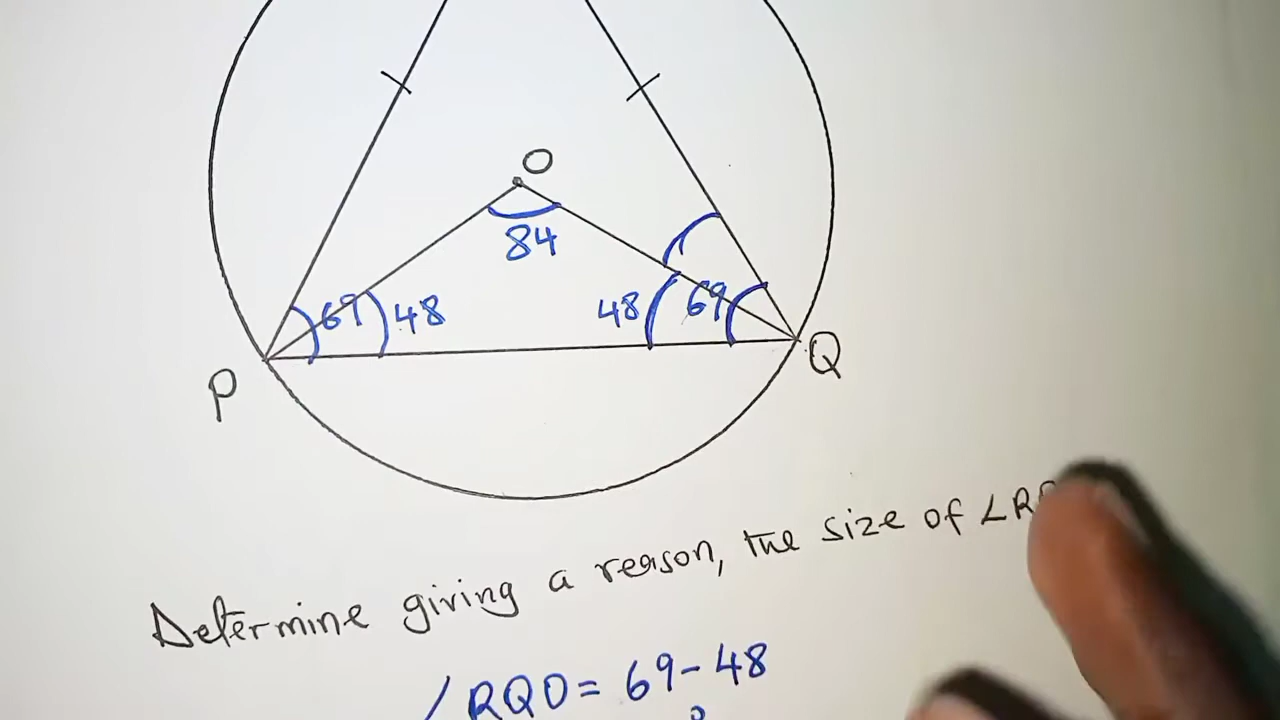 O
84
69
48
48
69
P
Q
Determine giving a reason, the size of
∠RQO = 69-48